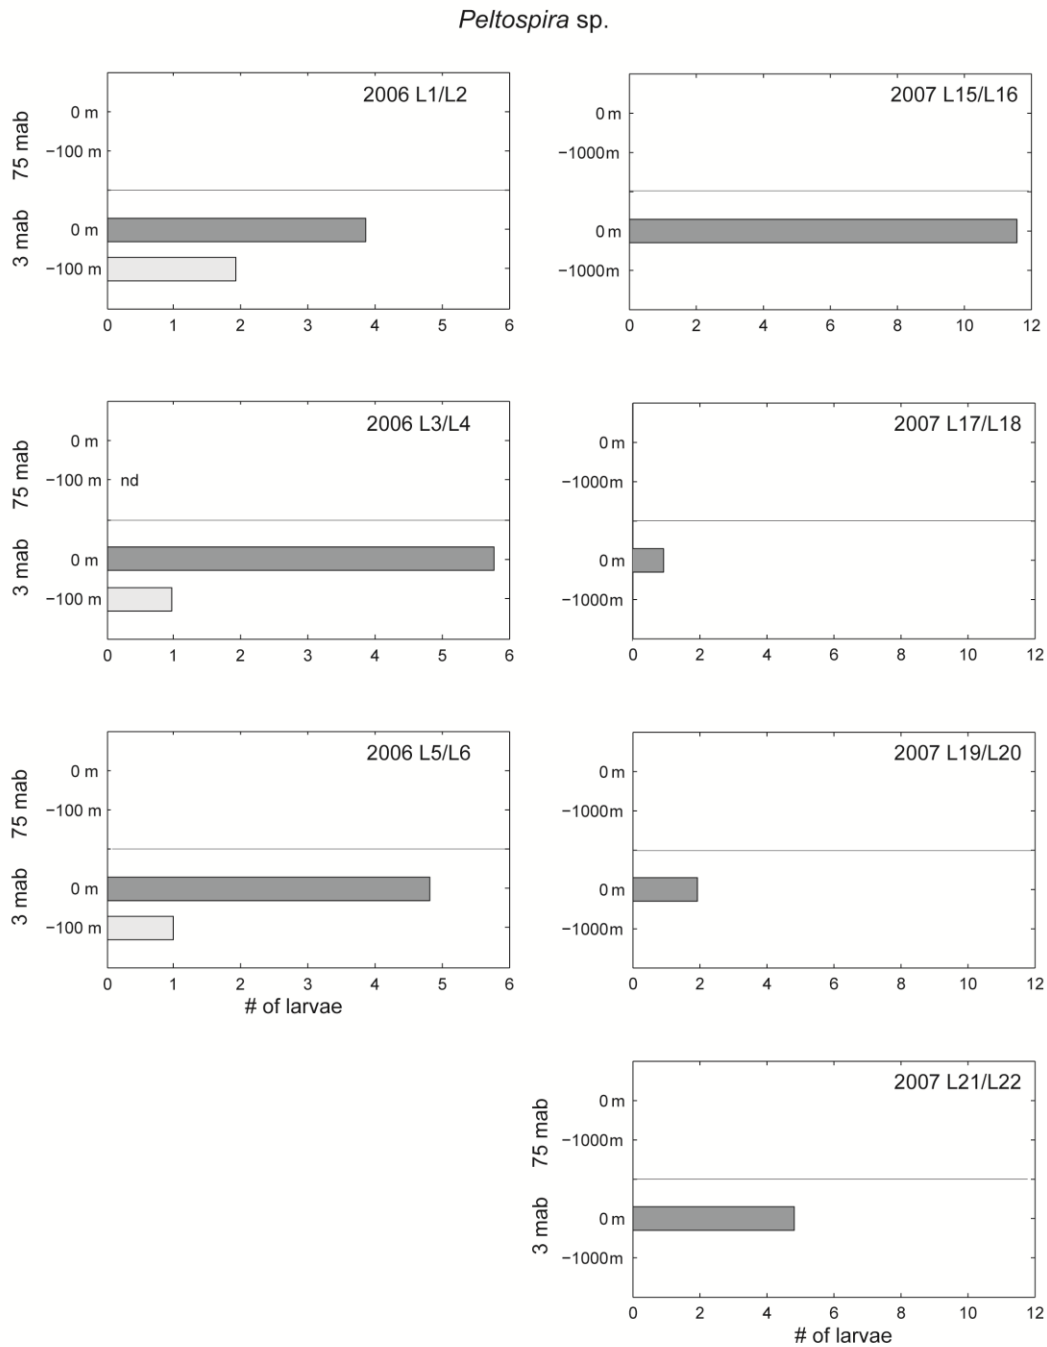 Peltospira sp.
2006 L1/L2
75 mab
0 m
−100 m
3 mab
0 m
−100 m
0 1 2 3 4 5 6
2007 L15/L16
0 m
−1000m
0 m
−1000m
0 2 4 6 8 10 12
2006 L3/L4
75 mab
0 m
−100 m nd
3 mab
0 m
−100 m
0 1 2 3 4 5 6
2007 L17/L18
0 m
−1000m
0 m
−1000m
0 2 4 6 8 10 12
2006 L5/L6
75 mab
0 m
−100 m
3 mab
0 m
−100 m
0 1 2 3 4 5 6
# of larvae
2007 L19/L20
0 m
−1000m
0 m
−1000m
0 2 4 6 8 10 12
2007 L21/L22
75 mab
0 m
−1000m
3 mab
0 m
−1000m
0 2 4 6 8 10 12
# of larvae